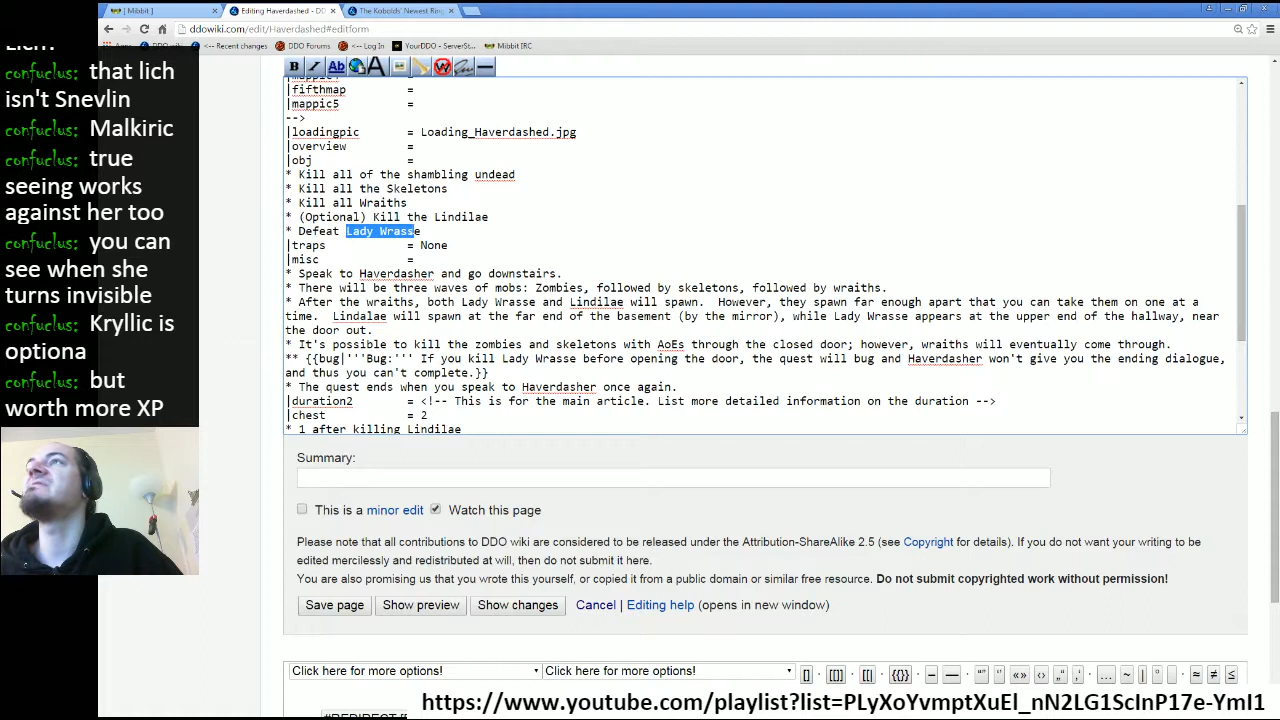 [ Mibbit ]
Editing Haverdashed - DD
The Kobolds' Newest Rin
ddowiki.com/edit/Haverdashed#editform
<-- Recent changes
DDO Forums
<-- Log In
YourDDO - ServerSt...
Mibbit IRC
confuclus: that lich
isn't Snevlin
confuclus: Malkiric
confuclus: true
seeing works
against her too
confuclus: you can
see when she
turns invisible
confuclus: Kryllic is
optiona
confuclus: but
worth more XP
B I Ab A W
|fifthmap =
|mappic5 =
-->
|loadingpic = Loading_Haverdashed.jpg
|overview =
|obj =
* Kill all of the shambling undead
* Kill all the Skeletons
* Kill all Wraiths
* (Optional) Kill the Lindilae
* Defeat Lady Wrasse
|traps = None
|misc =
* Speak to Haverdasher and go downstairs.
* There will be three waves of mobs: Zombies, followed by skeletons, followed by wraiths.
* After the wraiths, both Lady Wrasse and Lindilae will spawn.  However, they spawn far enough apart that you can take them on one at a
time.  Lindalae will spawn at the far end of the basement (by the mirror), while Lady Wrasse appears at the upper end of the hallway, near
the door out.
* It's possible to kill the zombies and skeletons with AoEs through the closed door; however, wraiths will eventually come through.
** {{bug|'''Bug:''' If you kill Lady Wrasse before opening the door, the quest will bug and Haverdasher won't give you the ending dialogue,
and thus you can't complete.}}
* The quest ends when you speak to Haverdasher once again.
|duration2 = <!-- This is for the main article. List more detailed information on the duration -->
|chest = 2
* 1 after killing Lindilae
Summary:
This is a minor edit Watch this page
Please note that all contributions to DDO wiki are considered to be released under the Attribution-ShareAlike 2.5 (see Copyright for details). If you do not want your writing to be
edited mercilessly and redistributed at will, then do not submit it here.
You are also promising us that you wrote this yourself, or copied it from a public domain or similar free resource. Do not submit copyrighted work without permission!
Save page Show preview Show changes Cancel | Editing help (opens in new window)
Click here for more options! Click here for more options! [] · [[]] · [[| · {{}} · – · — · “” · ‘’ · «» · ‹› · „“ · ‚‘ · … · ~ · | · ° · · ≈ · ≠ · ≤
https://www.youtube.com/playlist?list=PLyXoYvmptXuEl_nN2LG1ScInP17e-YmI1